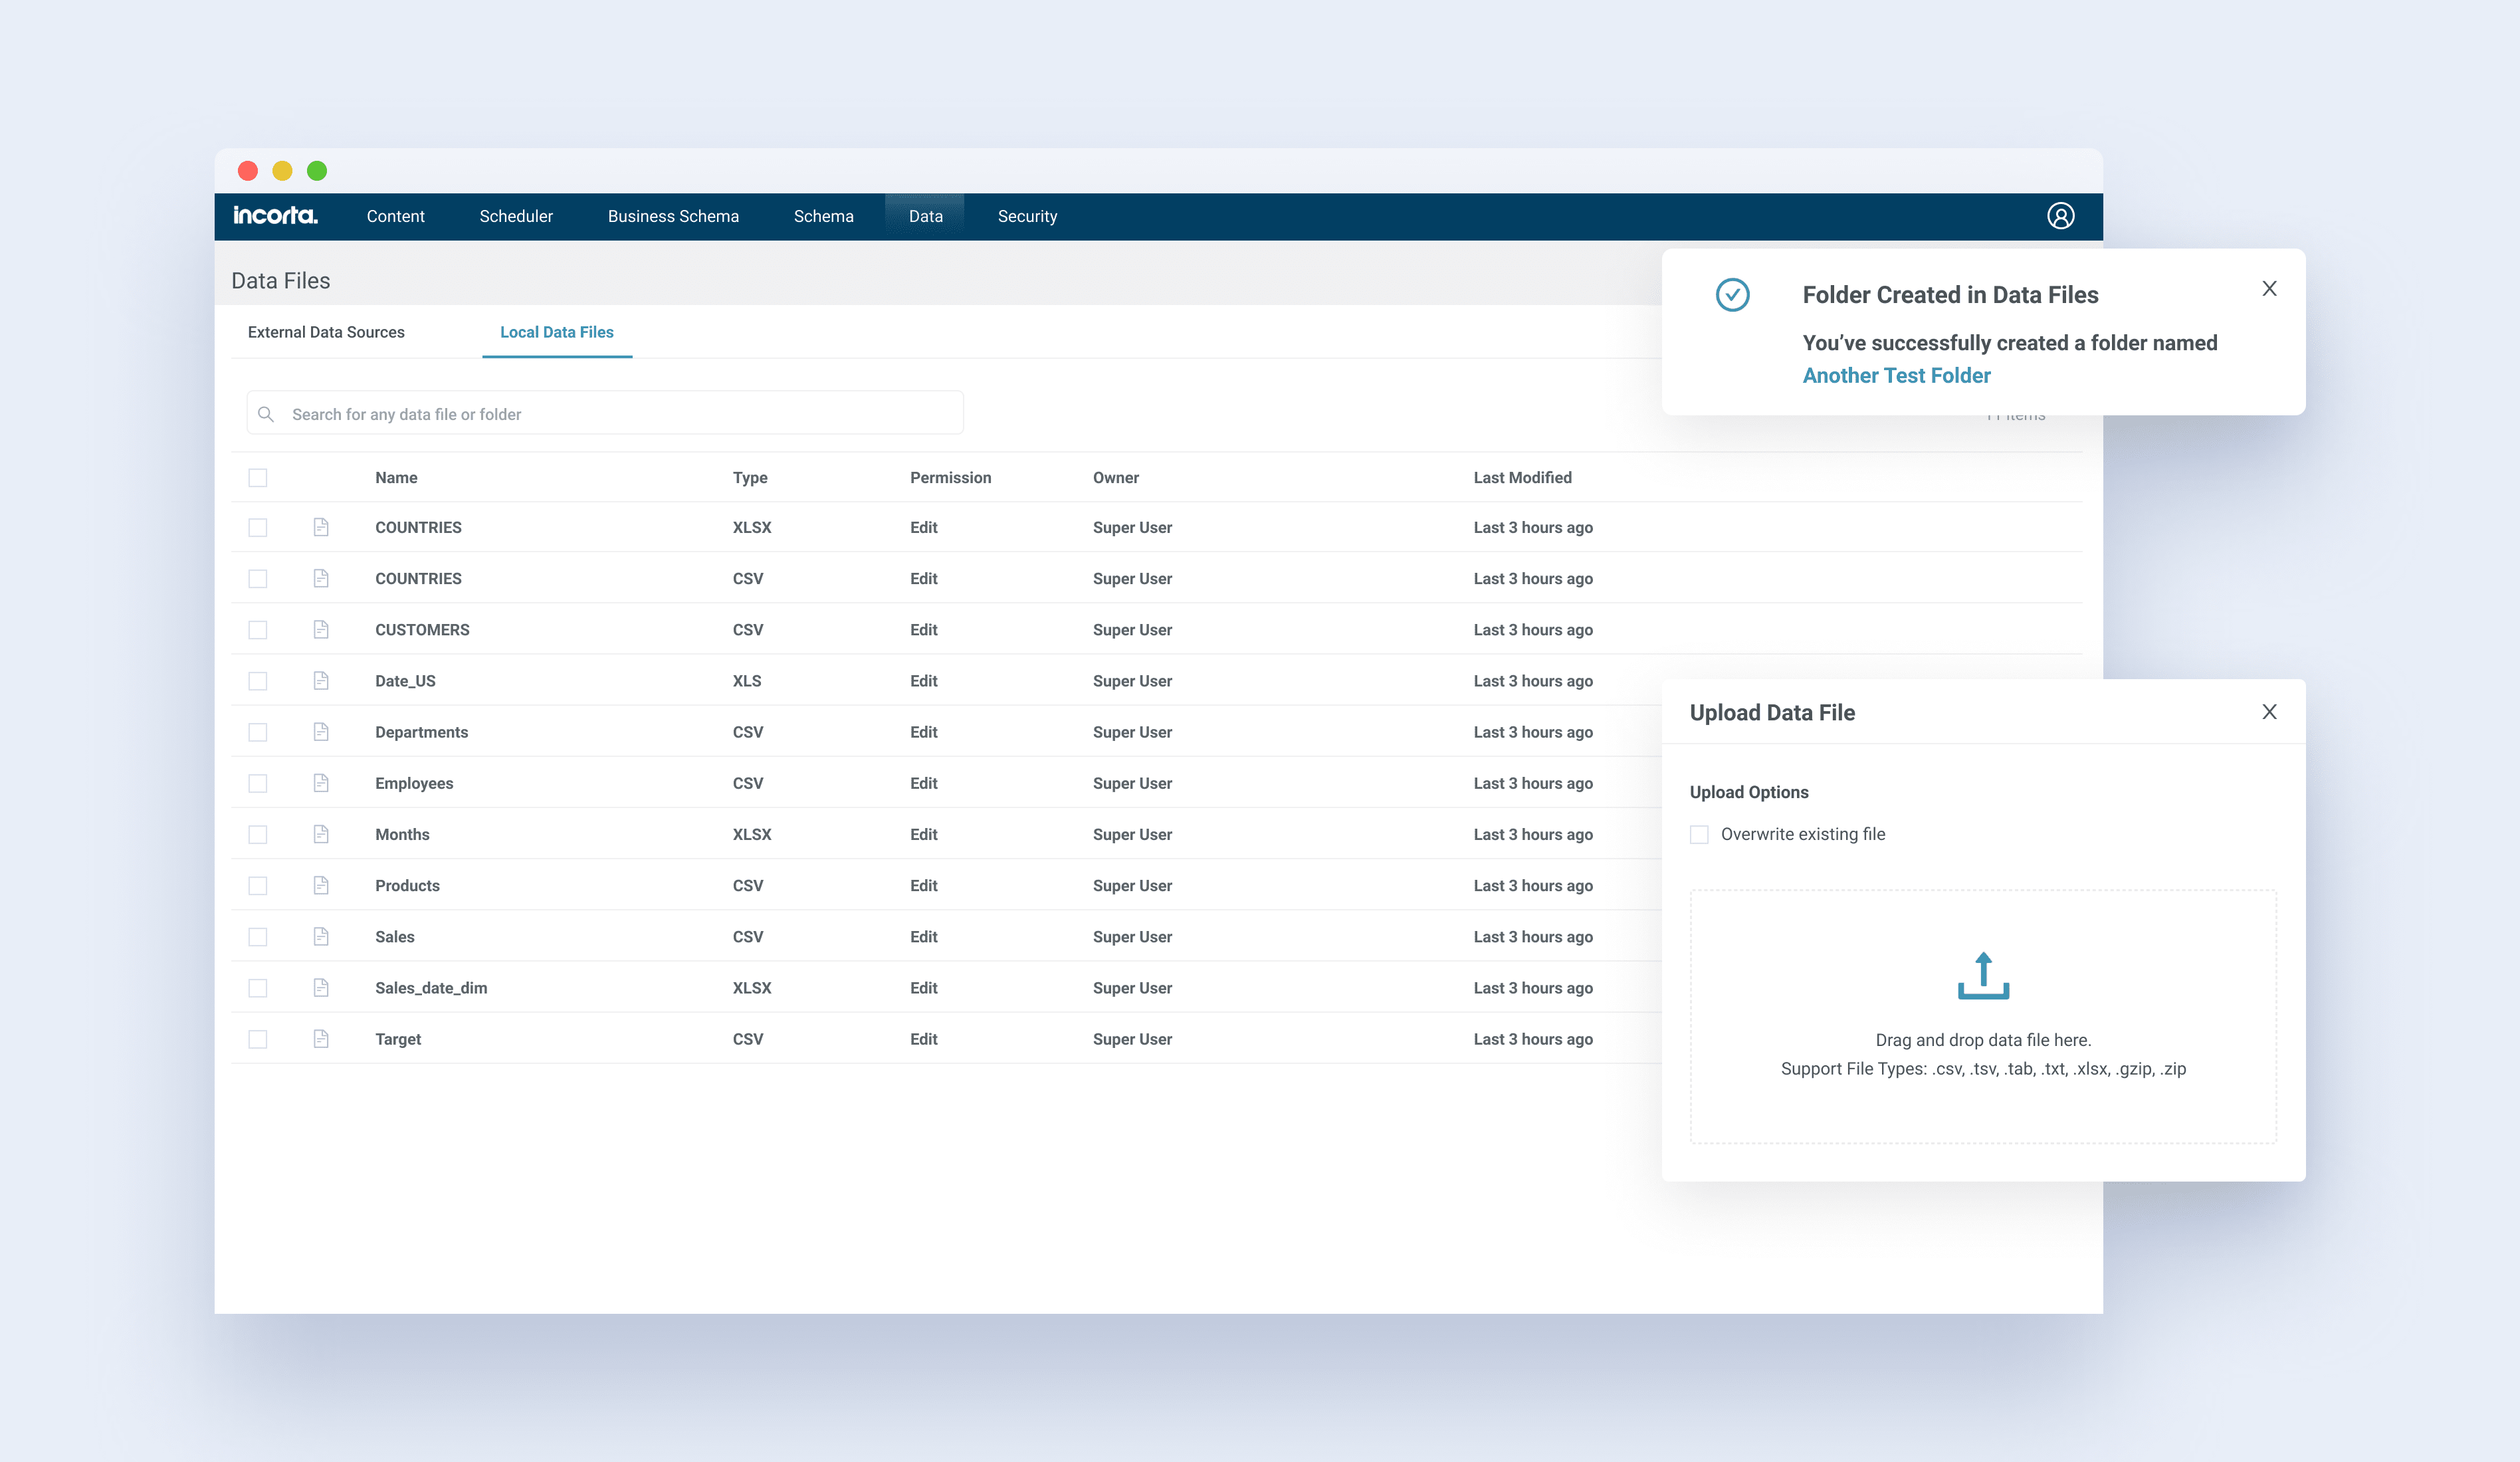 incorta. Content Scheduler Business Schema Schema Data Security
Data Files
External Data Sources Local Data Files
Search for any data file or folder
Name Type Permission Owner Last Modified
COUNTRIES XLSX Edit Super User Last 3 hours ago
COUNTRIES CSV Edit Super User Last 3 hours ago
CUSTOMERS CSV Edit Super User Last 3 hours ago
Date_US XLS Edit Super User Last 3 hours ago
Departments CSV Edit Super User Last 3 hours ago
Employees CSV Edit Super User Last 3 hours ago
Months XLSX Edit Super User Last 3 hours ago
Products CSV Edit Super User Last 3 hours ago
Sales CSV Edit Super User Last 3 hours ago
Sales_date_dim XLSX Edit Super User Last 3 hours ago
Target CSV Edit Super User Last 3 hours ago
Folder Created in Data Files
You’ve successfully created a folder named
Another Test Folder
items
Upload Data File
Upload Options
Overwrite existing file
Drag and drop data file here.
Support File Types: .csv, .tsv, .tab, .txt, .xlsx, .gzip, .zip